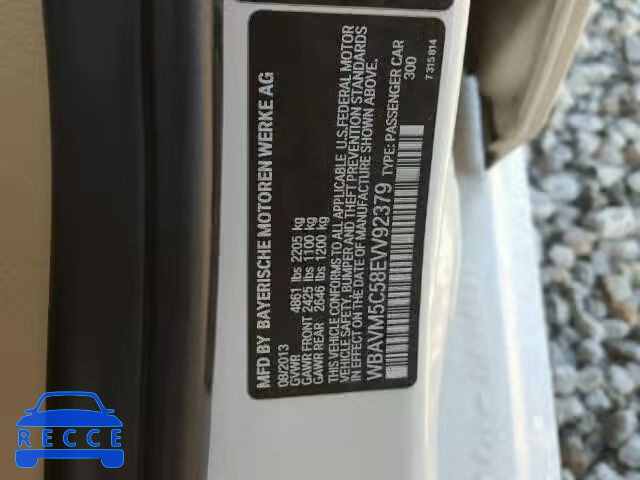 MFD BY BAYERISCHE MOTOREN WERKE AG
08/2013
GVWR 4861 lbs 2205 kg
GAWR FRONT 2425 lbs 1100 kg
GAWR REAR 2646 lbs 1200 kg
THIS VEHICLE CONFORMS TO ALL APPLICABLE U.S.FEDERAL MOTOR
VEHICLE SAFETY, BUMPER AND THEFT PREVENTION STANDARDS
IN EFFECT ON THE DATE OF MANUFACTURE SHOWN ABOVE.
WBAVM5C58EVV92379 TYPE: PASSENGER CAR
300
7 315 814
RECCE